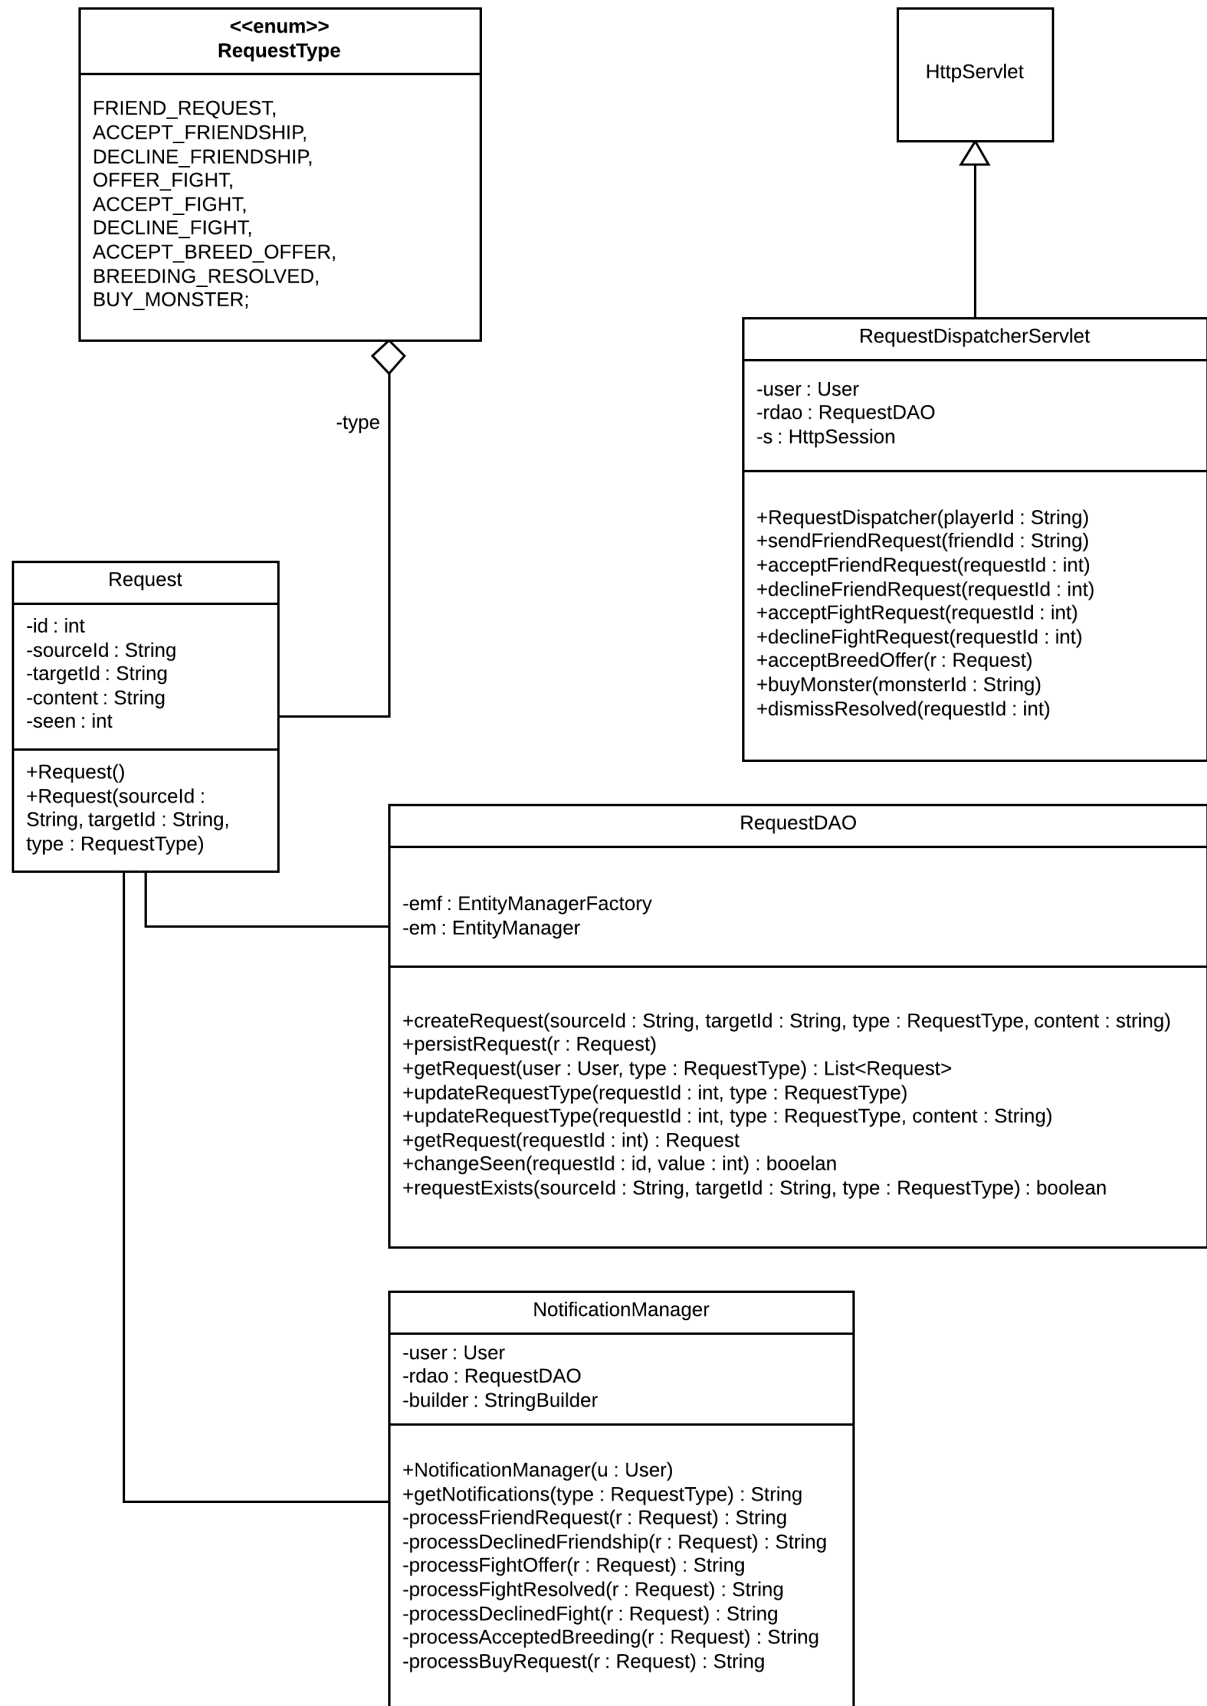 <<enum>>
RequestType
FRIEND_REQUEST,
ACCEPT_FRIENDSHIP,
DECLINE_FRIENDSHIP,
OFFER_FIGHT,
ACCEPT_FIGHT,
DECLINE_FIGHT,
ACCEPT_BREED_OFFER,
BREEDING_RESOLVED,
BUY_MONSTER;
HttpServlet
-type
RequestDispatcherServlet
-user : User
-rdao : RequestDAO
-s : HttpSession
+RequestDispatcher(playerId : String)
+sendFriendRequest(friendId : String)
+acceptFriendRequest(requestId : int)
+declineFriendRequest(requestId : int)
+acceptFightRequest(requestId : int)
+declineFightRequest(requestId : int)
+acceptBreedOffer(r : Request)
+buyMonster(monsterId : String)
+dismissResolved(requestId : int)
Request
-id : int
-sourceId : String
-targetId : String
-content : String
-seen : int
+Request()
+Request(sourceId :
String, targetId : String,
type : RequestType)
RequestDAO
-emf : EntityManagerFactory
-em : EntityManager
+createRequest(sourceId : String, targetId : String, type : RequestType, content : string)
+persistRequest(r : Request)
+getRequest(user : User, type : RequestType) : List<Request>
+updateRequestType(requestId : int, type : RequestType)
+updateRequestType(requestId : int, type : RequestType, content : String)
+getRequest(requestId : int) : Request
+changeSeen(requestId : id, value : int) : booelan
+requestExists(sourceId : String, targetId : String, type : RequestType) : boolean
NotificationManager
-user : User
-rdao : RequestDAO
-builder : StringBuilder
+NotificationManager(u : User)
+getNotifications(type : RequestType) : String
-processFriendRequest(r : Request) : String
-processDeclinedFriendship(r : Request) : String
-processFightOffer(r : Request) : String
-processFightResolved(r : Request) : String
-processDeclinedFight(r : Request) : String
-processAcceptedBreeding(r : Request) : String
-processBuyRequest(r : Request) : String